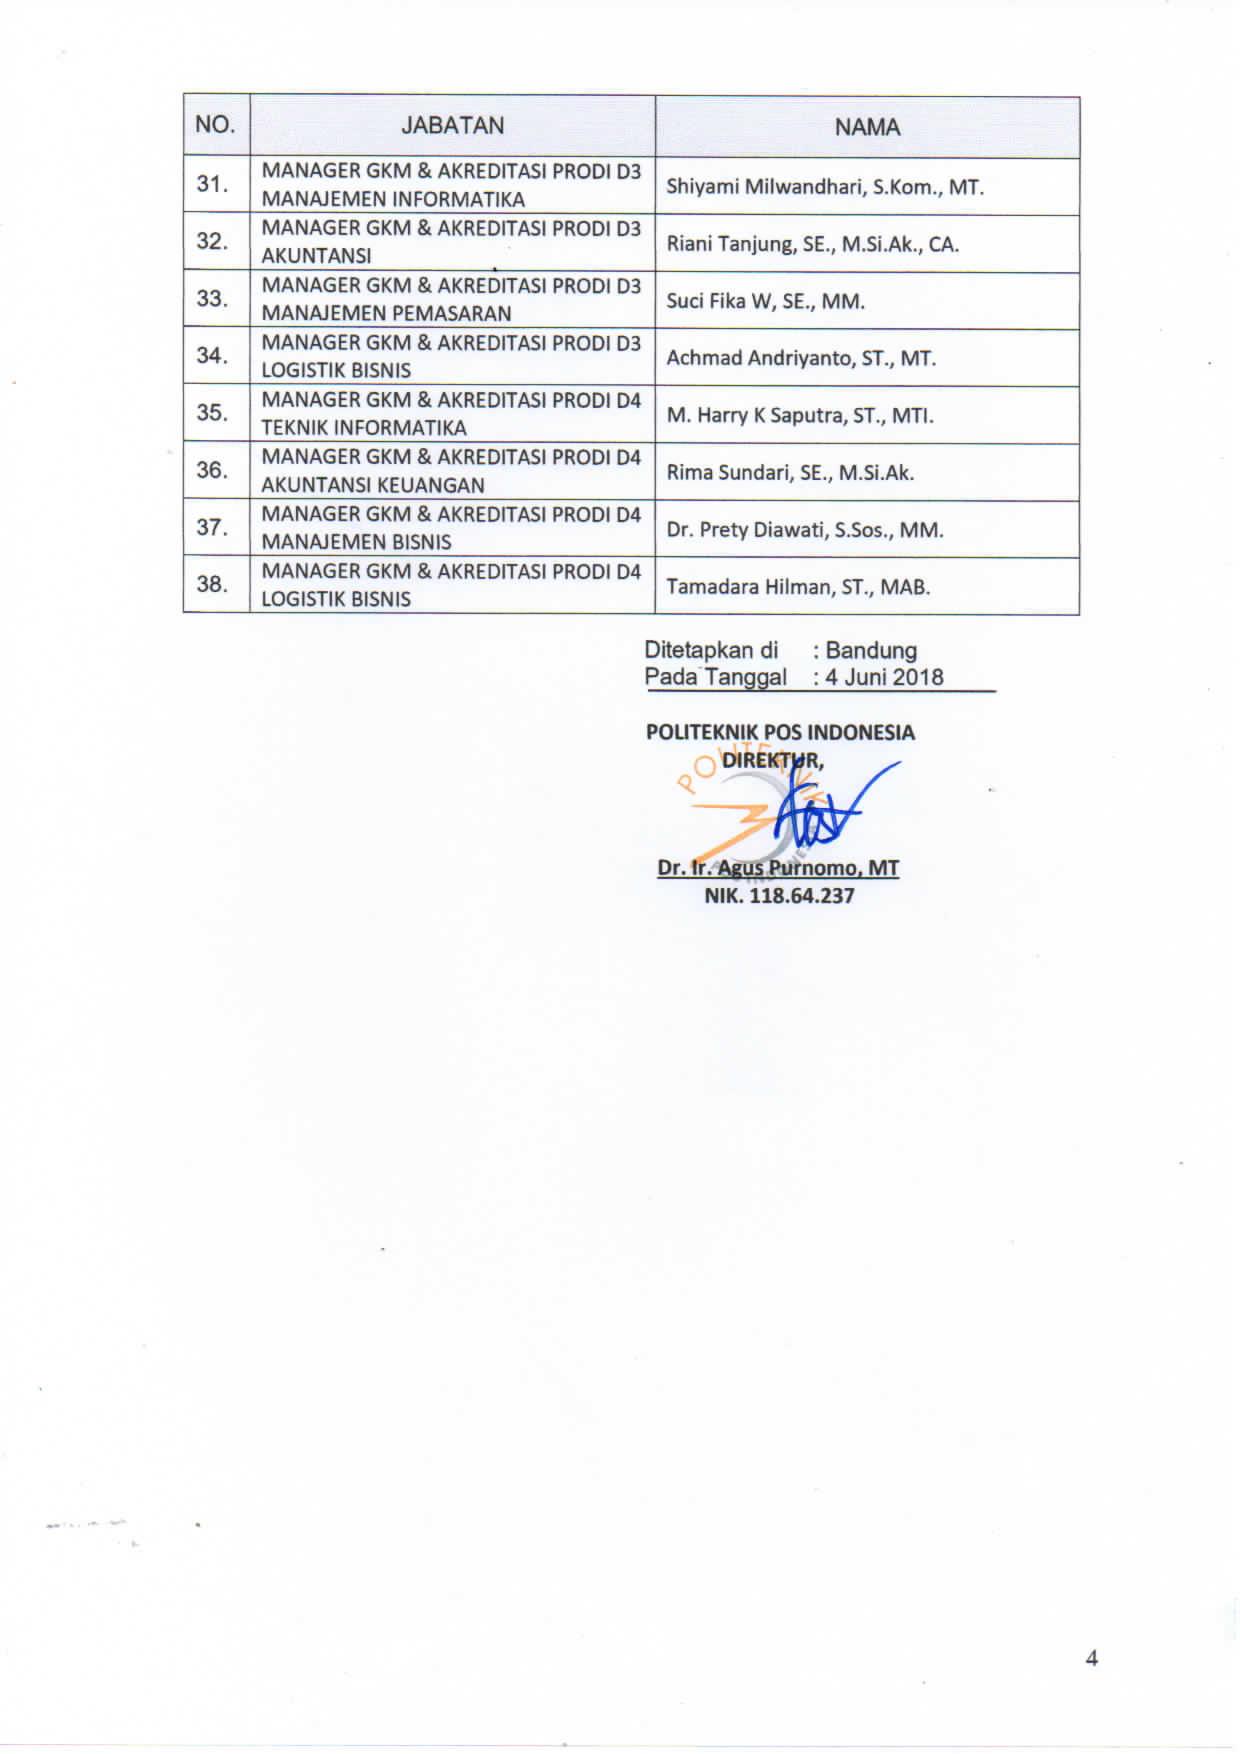 NO. JABATAN NAMA
31. MANAGER GKM & AKREDITASI PRODI D3 Shiyami Milwandhari, S.Kom., MT.
MANAJEMEN INFORMATIKA
32. MANAGER GKM & AKREDITASI PRODI D3 Riani Tanjung, SE., M.Si.Ak., CA.
AKUNTANSI
33. MANAGER GKM & AKREDITASI PRODI D3 Suci Fika W, SE., MM.
MANAJEMEN PEMASARAN
34. MANAGER GKM & AKREDITASI PRODI D3 Achmad Andriyanto, ST., MT.
LOGISTIK BISNIS
35. MANAGER GKM & AKREDITASI PRODI D4 M. Harry K Saputra, ST., MTI.
TEKNIK INFORMATIKA
36. MANAGER GKM & AKREDITASI PRODI D4 Rima Sundari, SE., M.Si.Ak.
AKUNTANSI KEUANGAN
37. MANAGER GKM & AKREDITASI PRODI D4 Dr. Prety Diawati, S.Sos., MM.
MANAJEMEN BISNIS
38. MANAGER GKM & AKREDITASI PRODI D4 Tamadara Hilman, ST., MAB.
LOGISTIK BISNIS
Ditetapkan di : Bandung
Pada Tanggal : 4 Juni 2018
POLITEKNIK POS INDONESIA
DIREKTUR,
POLITEKNIK
Dr. Ir. Agus Purnomo, MT
NIK. 118.64.237
4